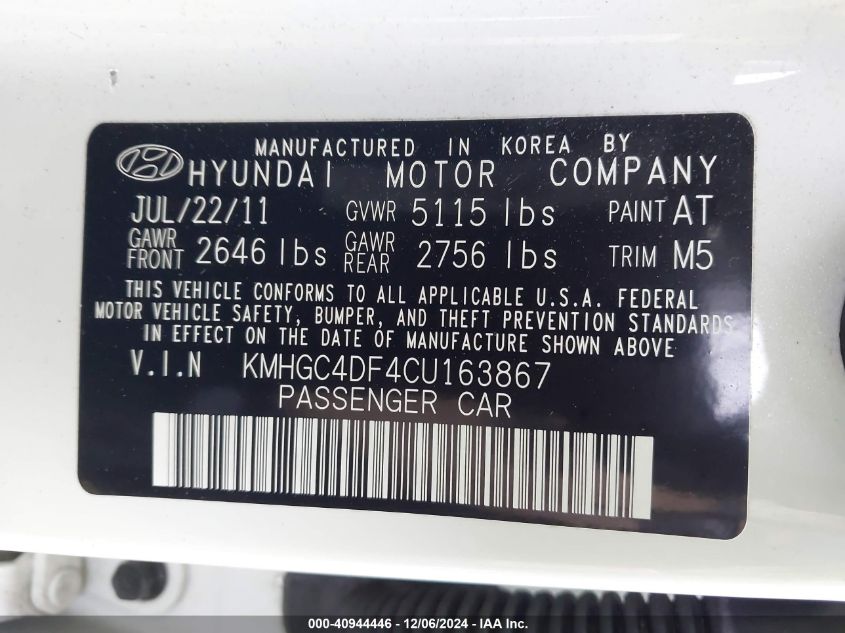 MANUFACTURED IN KOREA BY
HYUNDAI MOTOR COMPANY
JUL/22/11 GVWR 5115 lbs PAINT AT
GAWR FRONT 2646 lbs GAWR REAR 2756 lbs TRIM M5
THIS VEHICLE CONFORMS TO ALL APPLICABLE U.S.A. FEDERAL
MOTOR VEHICLE SAFETY, BUMPER, AND THEFT PREVENTION STANDARDS
IN EFFECT ON THE DATE OF MANUFACTURE SHOWN ABOVE
V.I.N KMHGC4DF4CU163867
PASSENGER CAR
000-40944446 - 12/06/2024 - IAA Inc.